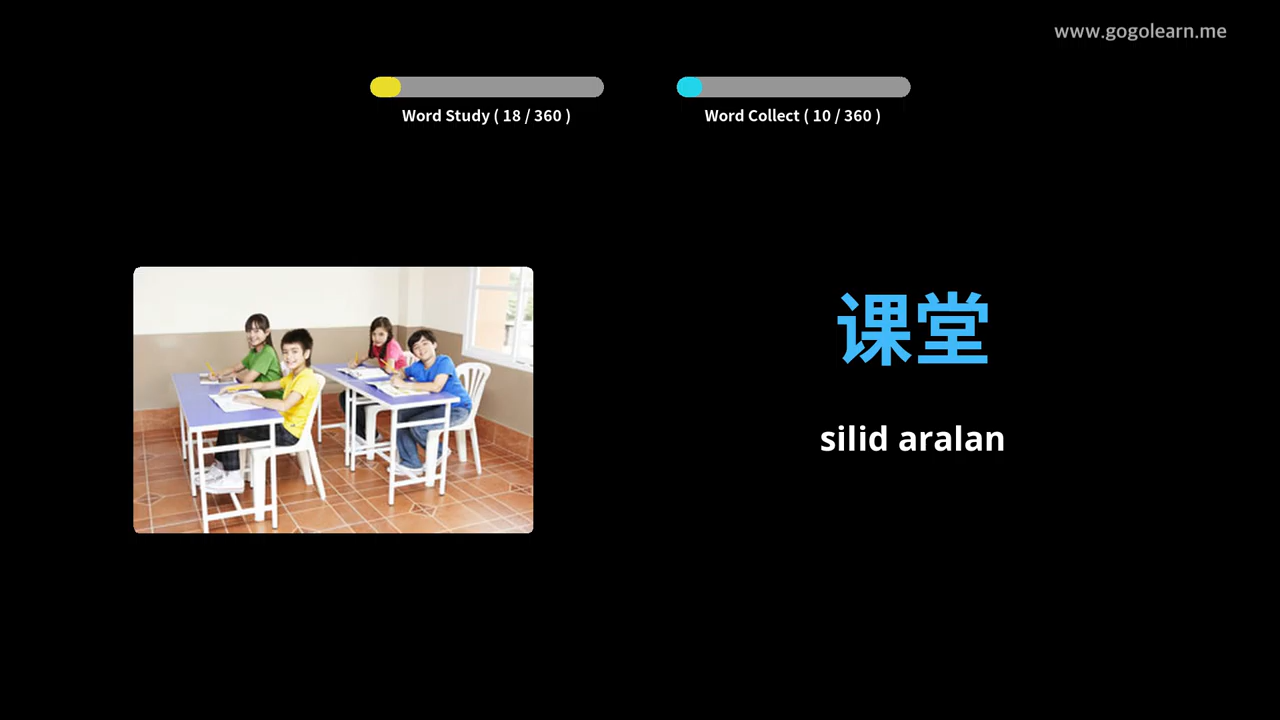 www.gogolearn.me
Word Study ( 18 / 360 )
Word Collect ( 10 / 360 )
课堂
silid aralan